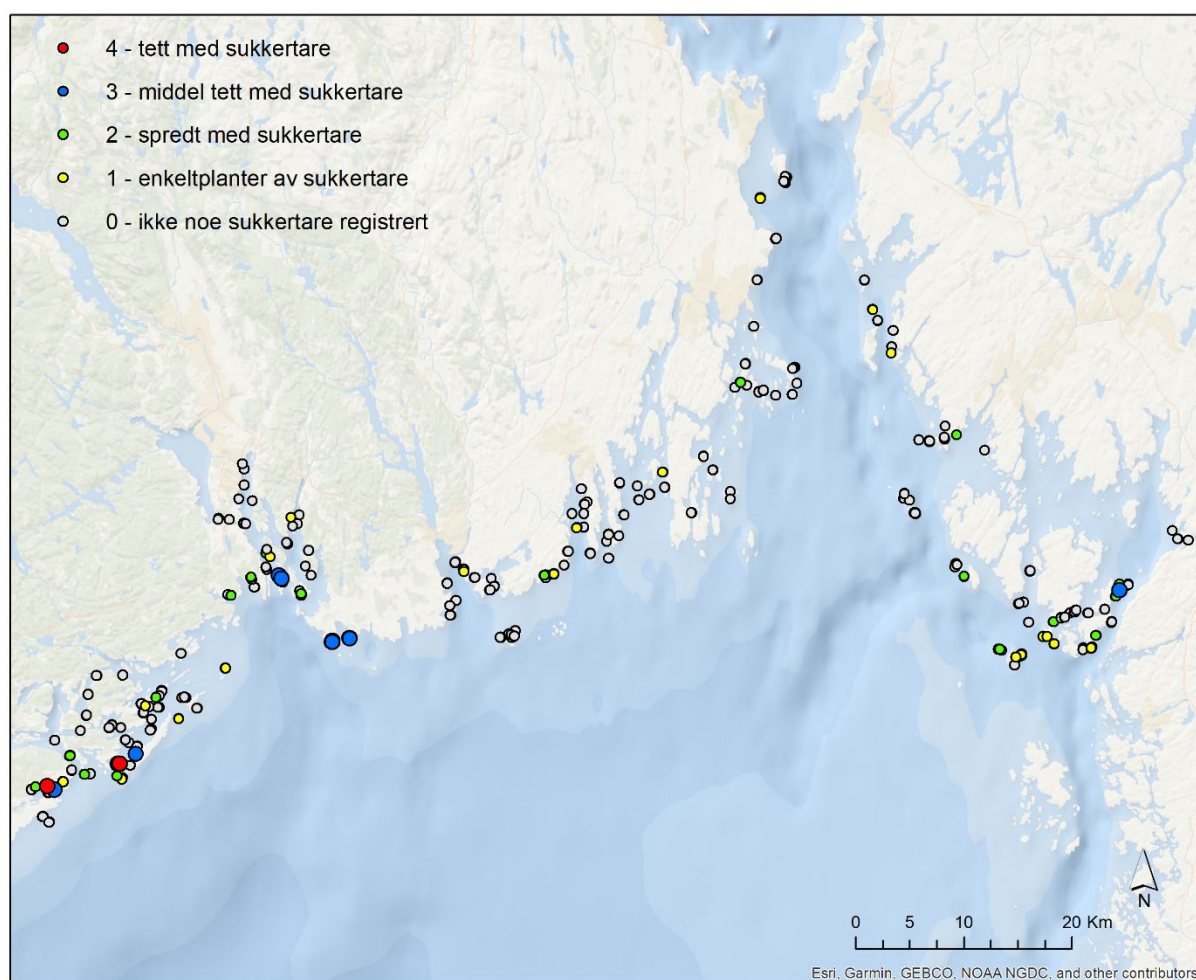 4 - tett med sukkertare
3 - middel tett med sukkertare
2 - spredt med sukkertare
1 - enkeltplanter av sukkertare
0 - ikke noe sukkertare registrert
N
0 5 10 20 Km
Esri, Garmin, GEBCO, NOAA NGDC, and other contributors